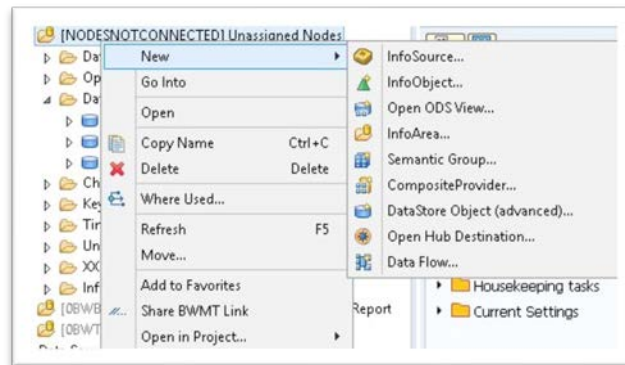 [NODESNOTCONNECTED] Unassigned Nodes
Da
Op
Da
Ch
Key
Tir
Un
XX
Inf
[0BWB
[0BWT
New
Go Into
Open
Copy Name Ctrl+C
Delete Delete
Where Used...
Refresh F5
Move...
Add to Favorites
Share BWMT Link
Open in Project...
InfoSource...
InfoObject...
Open ODS View...
InfoArea...
Semantic Group...
CompositeProvider...
DataStore Object (advanced)...
Open Hub Destination...
Data Flow...
Report
Housekeeping tasks
Current Settings